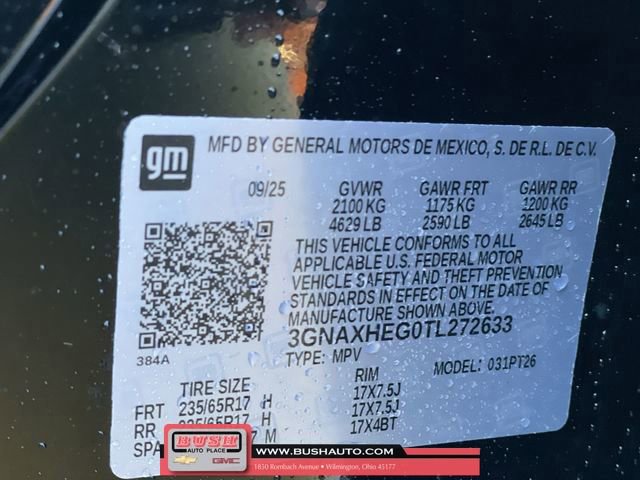 gm
MFD BY GENERAL MOTORS DE MEXICO, S. DE R.L. DE C.V.
09/25 GVWR GAWR FRT GAWR RR
2100 KG 1175 KG 1200 KG
4629 LB 2590 LB 2645 LB
THIS VEHICLE CONFORMS TO ALL
APPLICABLE U.S. FEDERAL MOTOR
VEHICLE SAFETY AND THEFT PREVENTION
STANDARDS IN EFFECT ON THE DATE OF
MANUFACTURE SHOWN ABOVE.
3GNAXHEG0TL272633
384A
TYPE: MPV MODEL: 031PT26
TIRE SIZE RIM
FRT 235/65R17 H 17X7.5J
RR 235/65R17 H 17X7.5J
SPA M 17X4BT
BUSH
AUTO PLACE
CHEVROLET GMC
WWW.BUSHAUTO.COM
1850 Rombach Avenue • Wilmington, Ohio 45177